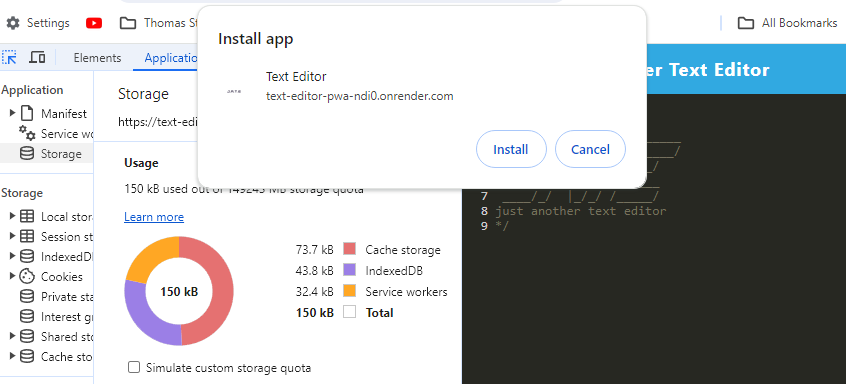 Settings
Thomas St
All Bookmarks
Install app
Text Editor
text-editor-pwa-ndi0.onrender.com
Install
Cancel
Elements
Application
Storage
https://text-edi
Usage
150 kB used out of 149245 MB storage quota
Learn more
150 kB
73.7 kB Cache storage
43.8 kB IndexedDB
32.4 kB Service workers
150 kB Total
Simulate custom storage quota
Application
Manifest
Service wo
Storage
Storage
Local stora
Session st
IndexedDB
Cookies
Private sta
Interest gr
Shared sto
Cache stor
er Text Editor
7 ____/_/ |_/_/ /_____/
8 just another text editor
9 */